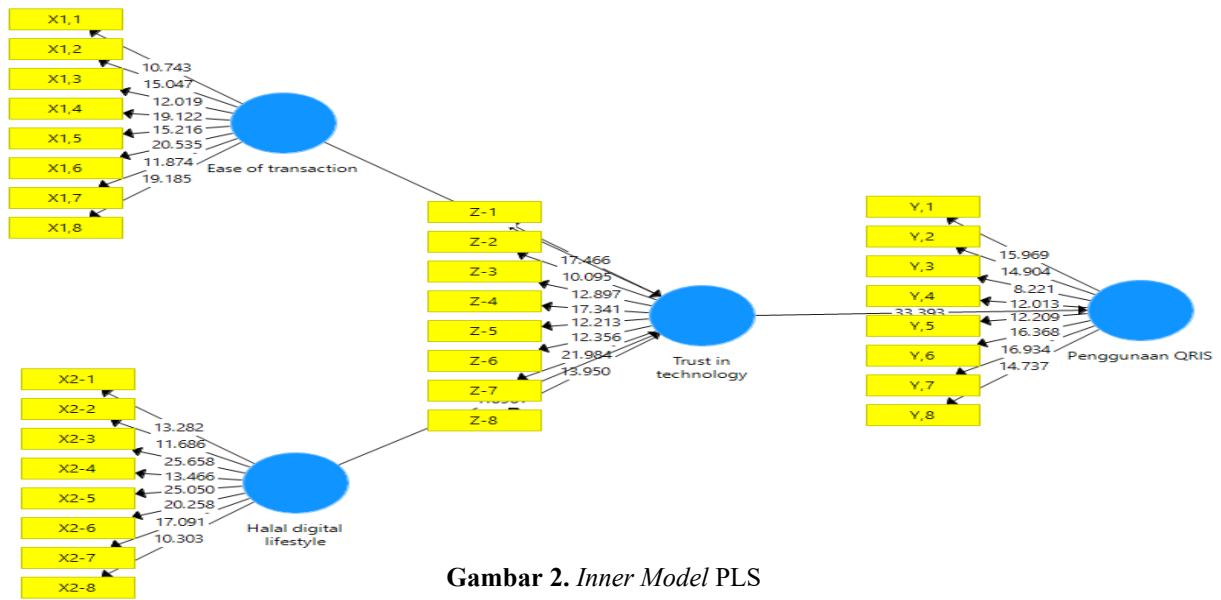 X1,1
X1,2
X1,3
X1,4
X1,5
X1,6
X1,7
X1,8
10.743
15.047
12.019
19.122
15.216
20.535
11.874
19.185
Ease of transaction
X2-1
X2-2
X2-3
X2-4
X2-5
X2-6
X2-7
X2-8
13.282
11.686
25.658
13.466
25.050
20.258
17.091
10.303
Halal digital
lifestyle
Z-1
Z-2
Z-3
Z-4
Z-5
Z-6
Z-7
Z-8
17.466
10.095
12.897
17.341
12.213
12.356
21.984
13.950
Trust in
technology
33.393
Y,1
Y,2
Y,3
Y,4
Y,5
Y,6
Y,7
Y,8
15.969
14.904
8.221
12.013
12.209
16.368
16.934
14.737
Penggunaan QRIS
Gambar 2. Inner Model PLS